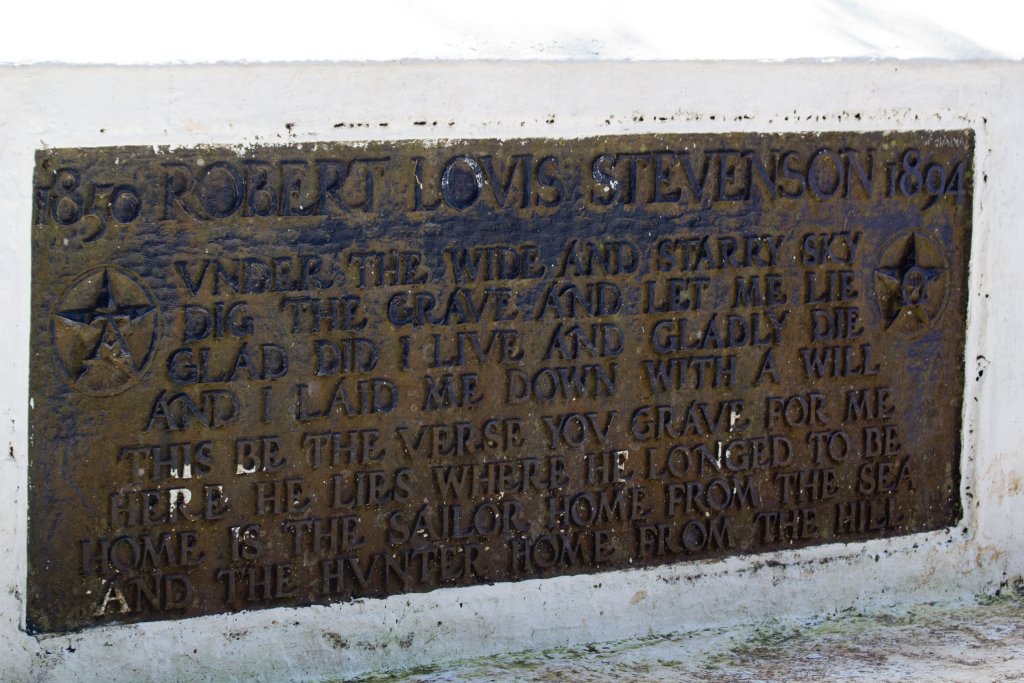 1850 ROBERT LOVIS STEVENSON 1894
VNDER THE WIDE AND STARRY SKY
DIG THE GRAVE AND LET ME LIE
GLAD DID I LIVE AND GLADLY DIE
AND I LAID ME DOWN WITH A WILL
THIS BE THE VERSE YOV GRAVE FOR ME
HERE HE LIES WHERE HE LONGED TO BE
HOME IS THE SAILOR HOME FROM THE SEA
AND THE HVNTER HOME FROM THE HILL